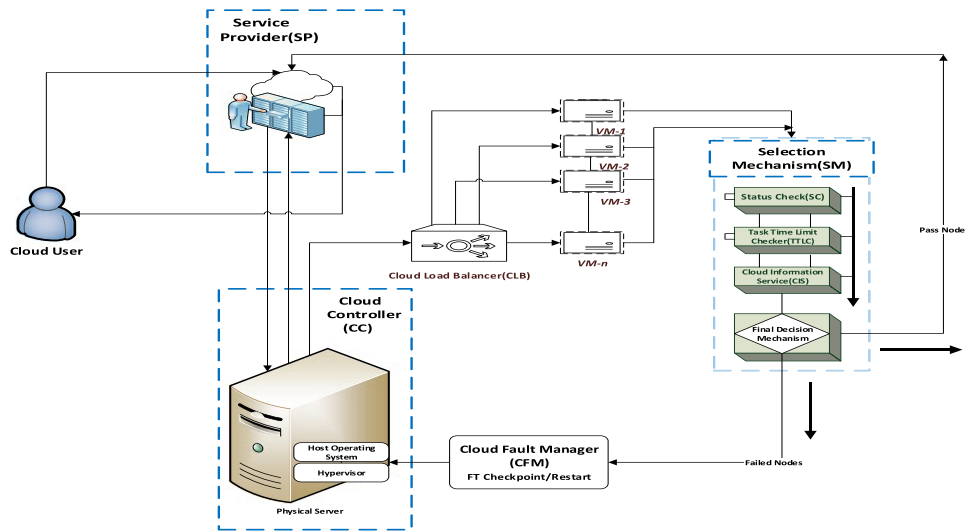 Service
Provider(SP)
VM-1
VM-2
VM-3
VM-n
Selection
Mechanism(SM)
Status Check(SC)
Task Time Limit
Checker(TTLC)
Cloud Information
Service(CIS)
Final Decision
Mechanism
Pass Node
Cloud User
Cloud Load Balancer(CLB)
Cloud
Controller
(CC)
Host Operating
System
Hypervisor
Physical Server
Cloud Fault Manager
(CFM)
FT Checkpoint/Restart
Failed Nodes